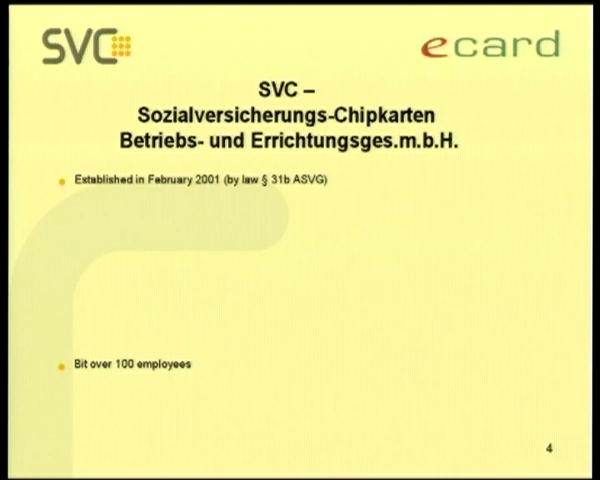 SVC
ecard
SVC –
Sozialversicherungs-Chipkarten
Betriebs- und Errichtungsges.m.b.H.
Established in February 2001 (by law § 31b ASVG)
Bit over 100 employees
4